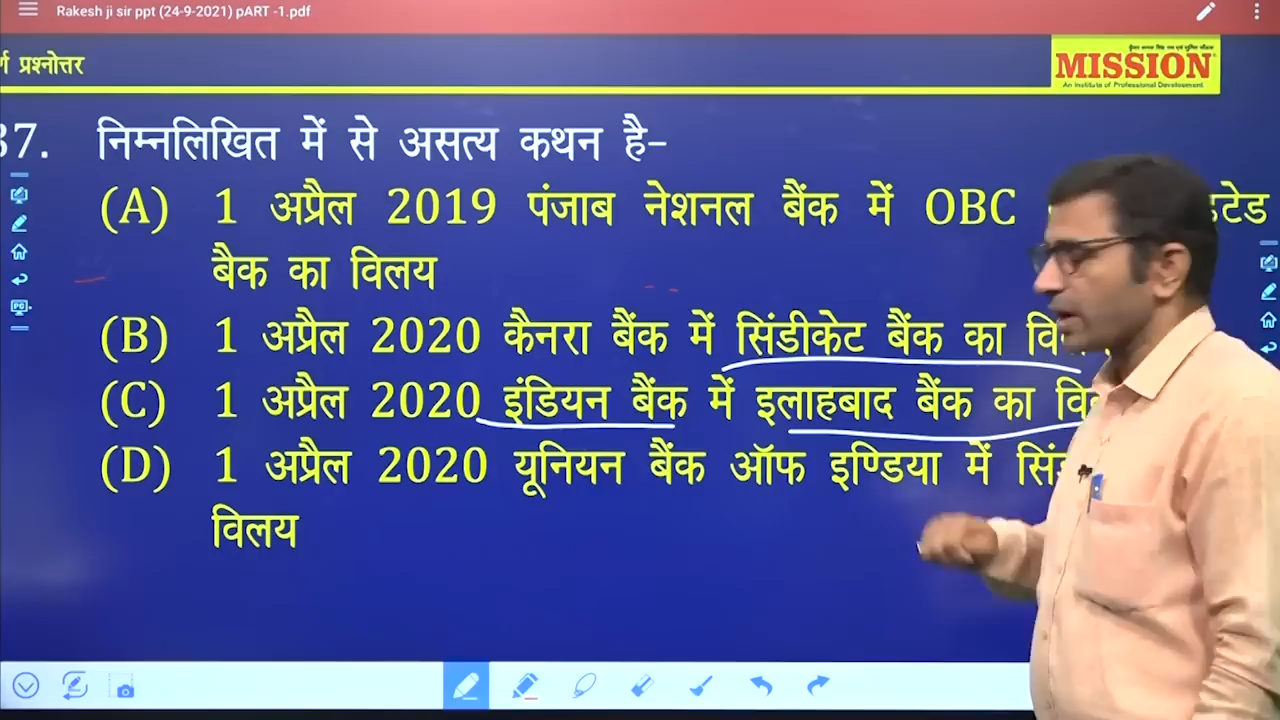 Rakesh ji sir ppt (24-9-2021) pART -1.pdf
प्रश्नोत्तर
MISSION
An Institute of Professional Development
37. निम्नलिखित में से असत्य कथन है-
(A) 1 अप्रैल 2019 पंजाब नेशनल बैंक में OBC
बैक का विलय
(B) 1 अप्रैल 2020 कैनरा बैंक में सिंडीकेट बैंक का
(C) 1 अप्रैल 2020 इंडियन बैंक में इलाहबाद बैंक का
(D) 1 अप्रैल 2020 यूनियन बैंक ऑफ इण्डिया में
विलय